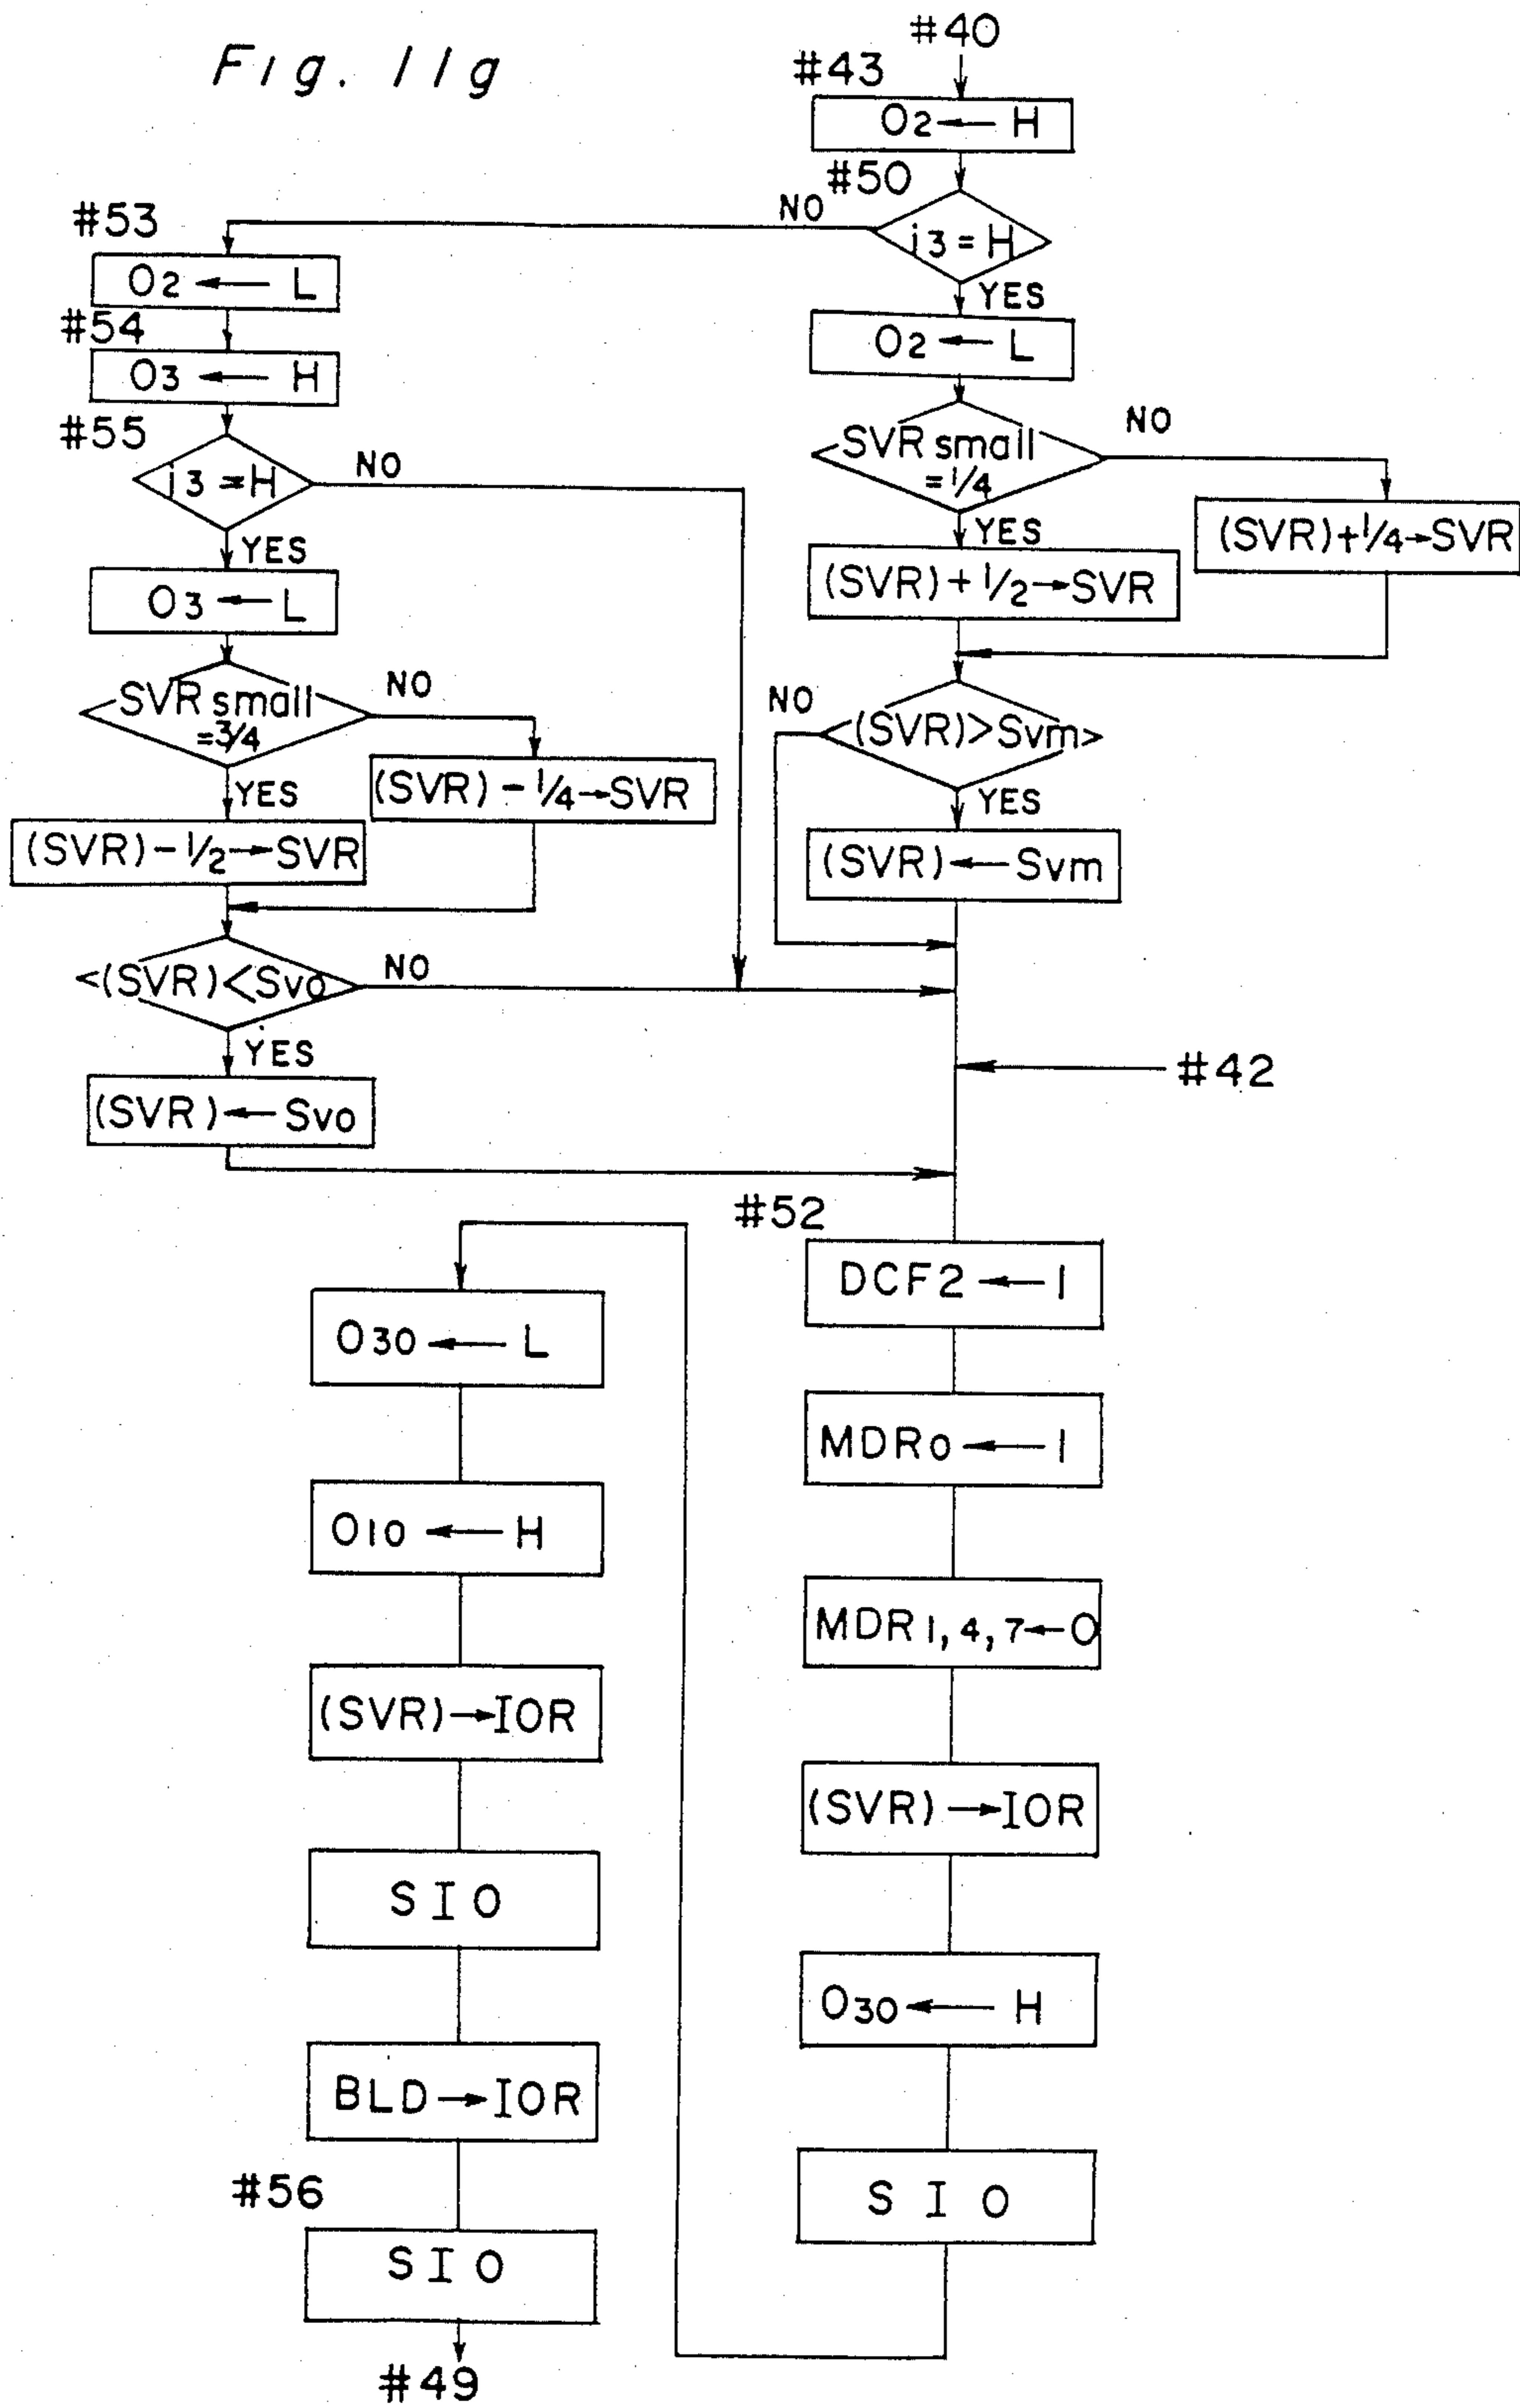 Fig. 11g
#40
#43
O2 ← H
#50
i3 = H
NO
YES
O2 ← L
SVR small
= 1/4
NO
(SVR)+1/4→SVR
YES
(SVR)+1/2→SVR
(SVR)>Svm
NO
YES
(SVR) ← Svm
#53
O2 ← L
#54
O3 ← H
#55
i3 = H
NO
YES
O3 ← L
SVR small
=3/4
NO
(SVR)-1/4→SVR
YES
(SVR)-1/2→SVR
(SVR)<Svo
NO
YES
(SVR) ← Svo
#42
#52
DCF2 ← 1
MDR0 ← 1
MDR1,4,7←0
(SVR)→IOR
O30 ← H
SIO
O30 ← L
O10 ← H
(SVR)→IOR
SIO
BLD→IOR
#56
SIO
#49